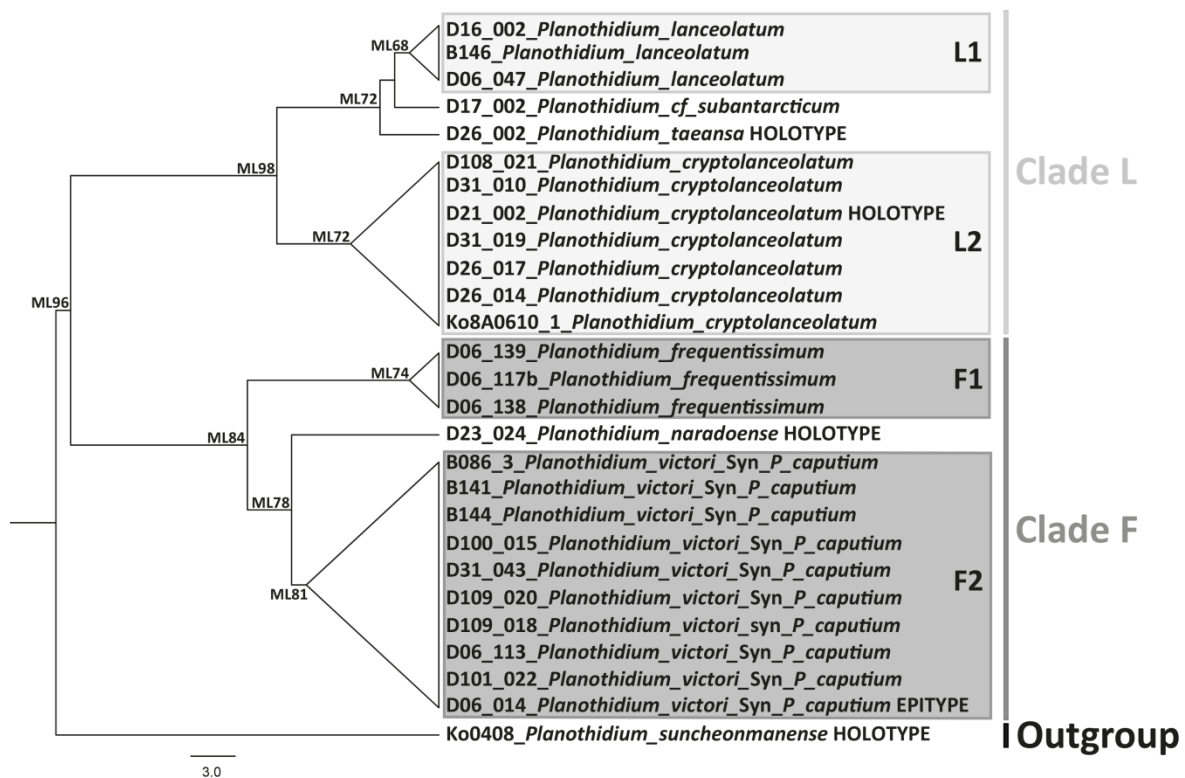 D16_002_Planothidium_lanceolatum
ML68
B146_Planothidium_lanceolatum
L1
D06_047_Planothidium_lanceolatum
ML72
D17_002_Planothidium_cf_subantarcticum
D26_002_Planothidium_taeansa HOLOTYPE
ML98
Clade L
D108_021_Planothidium_cryptolanceolatum
D31_010_Planothidium_cryptolanceolatum
D21_002_Planothidium_cryptolanceolatum HOLOTYPE
ML72
D31_019_Planothidium_cryptolanceolatum
L2
D26_017_Planothidium_cryptolanceolatum
D26_014_Planothidium_cryptolanceolatum
Ko8A0610_1_Planothidium_cryptolanceolatum
ML96
D06_139_Planothidium_frequentissimum
ML74
D06_117b_Planothidium_frequentissimum
F1
D06_138_Planothidium_frequentissimum
ML84
D23_024_Planothidium_naradoense HOLOTYPE
B086_3_Planothidium_victori_Syn_P_caputium
B141_Planothidium_victori_Syn_P_caputium
ML78
B144_Planothidium_victori_Syn_P_caputium
Clade F
D100_015_Planothidium_victori_Syn_P_caputium
D31_043_Planothidium_victori_Syn_P_caputium
F2
ML81
D109_020_Planothidium_victori_Syn_P_caputium
D109_018_Planothidium_victori_syn_P_caputium
D06_113_Planothidium_victori_Syn_P_caputium
D101_022_Planothidium_victori_Syn_P_caputium
D06_014_Planothidium_victori_Syn_P_caputium EPITYPE
Ko0408_Planothidium_suncheonmanense HOLOTYPE
Outgroup
3.0